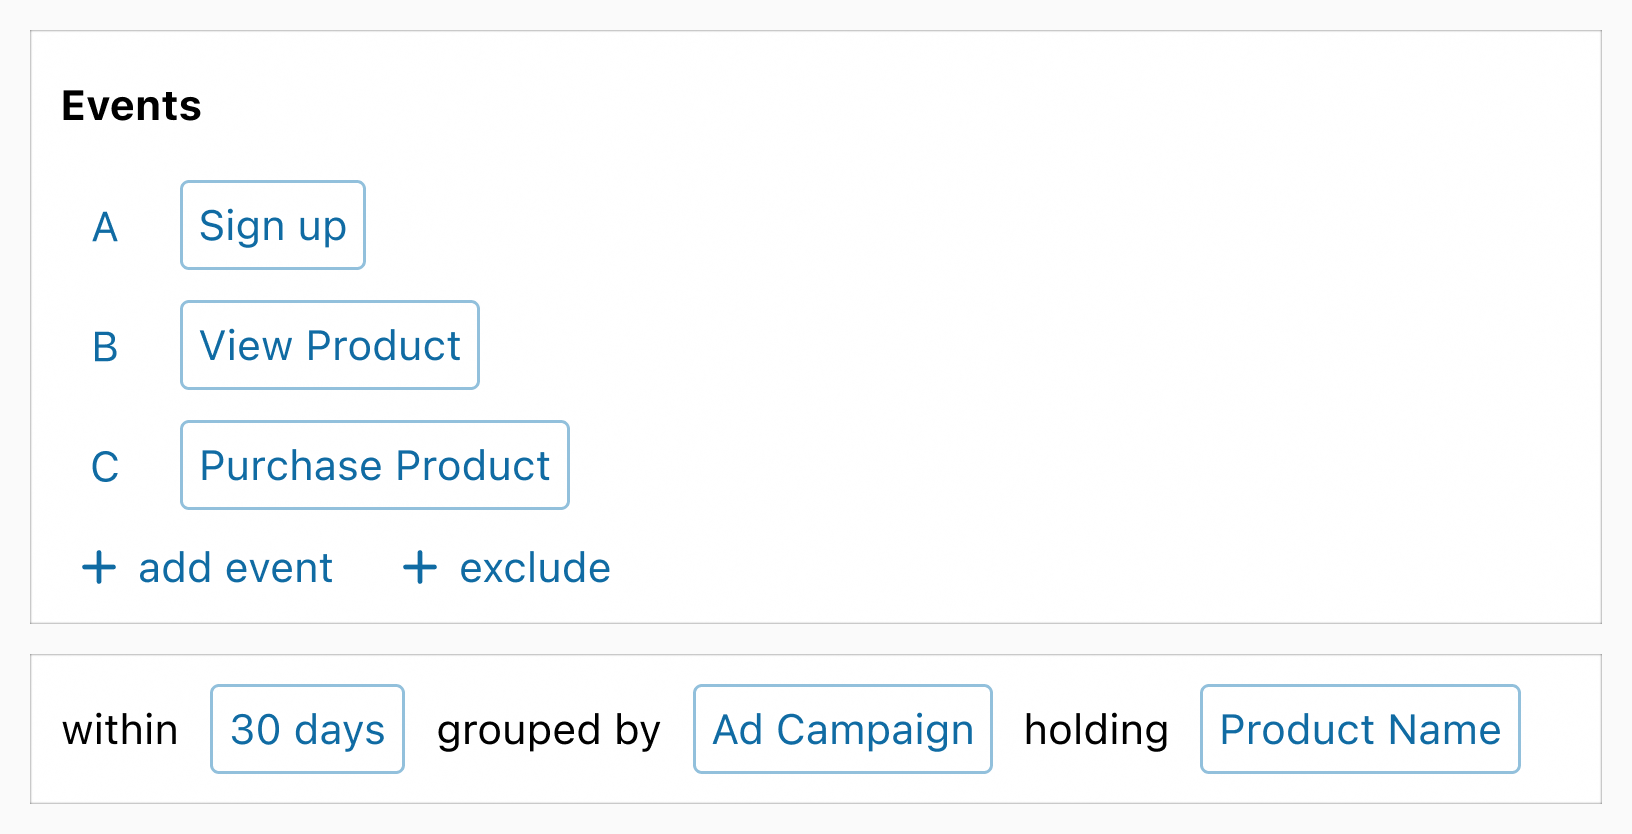 Events
A Sign up
B View Product
C Purchase Product
+ add event + exclude
within 30 days grouped by Ad Campaign holding Product Name